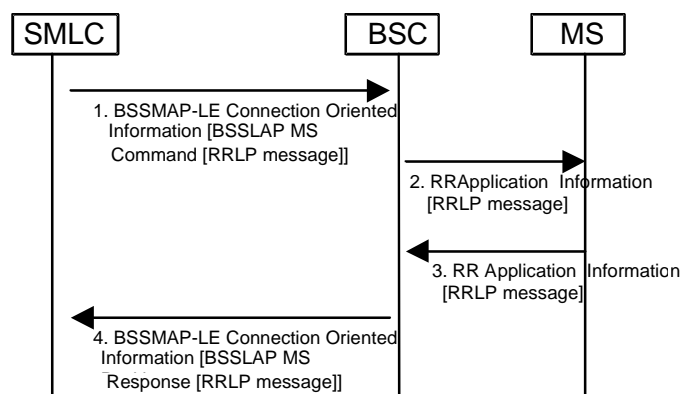 SMLC
BSC
MS
1. BSSMAP-LE Connection Oriented
Information [BSSLAP MS
Command [RRLP message]]
2. RRApplication Information
[RRLP message]
3. RR Application Information
[RRLP message]
4. BSSMAP-LE Connection Oriented
Information [BSSLAP MS
Response [RRLP message]]